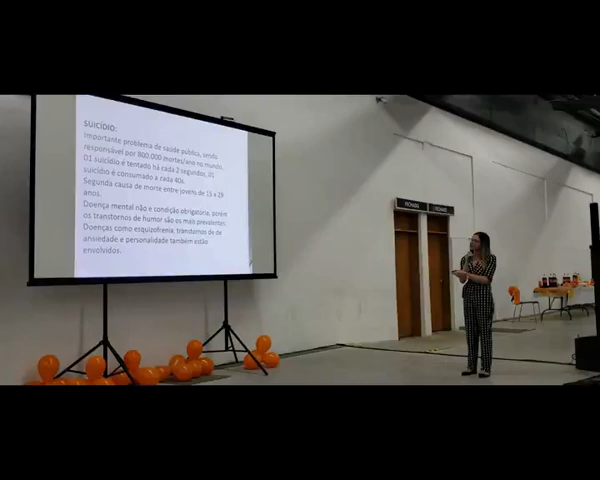 SUICÍDIO:
Importante problema de saúde pública, sendo
responsável por 800.000 mortes/ano no mundo.
01 suicídio é tentado há cada 2 segundos, 01
suicídio é consumado a cada 40s.
Segunda causa de morte entre jovens de 15 a 29
anos.
Doença mental não é condição obrigatória, porém
os transtornos de humor são os mais prevalentes.
Doenças como esquizofrenia, transtornos de de
ansiedade e personalidade também estão
envolvidos.